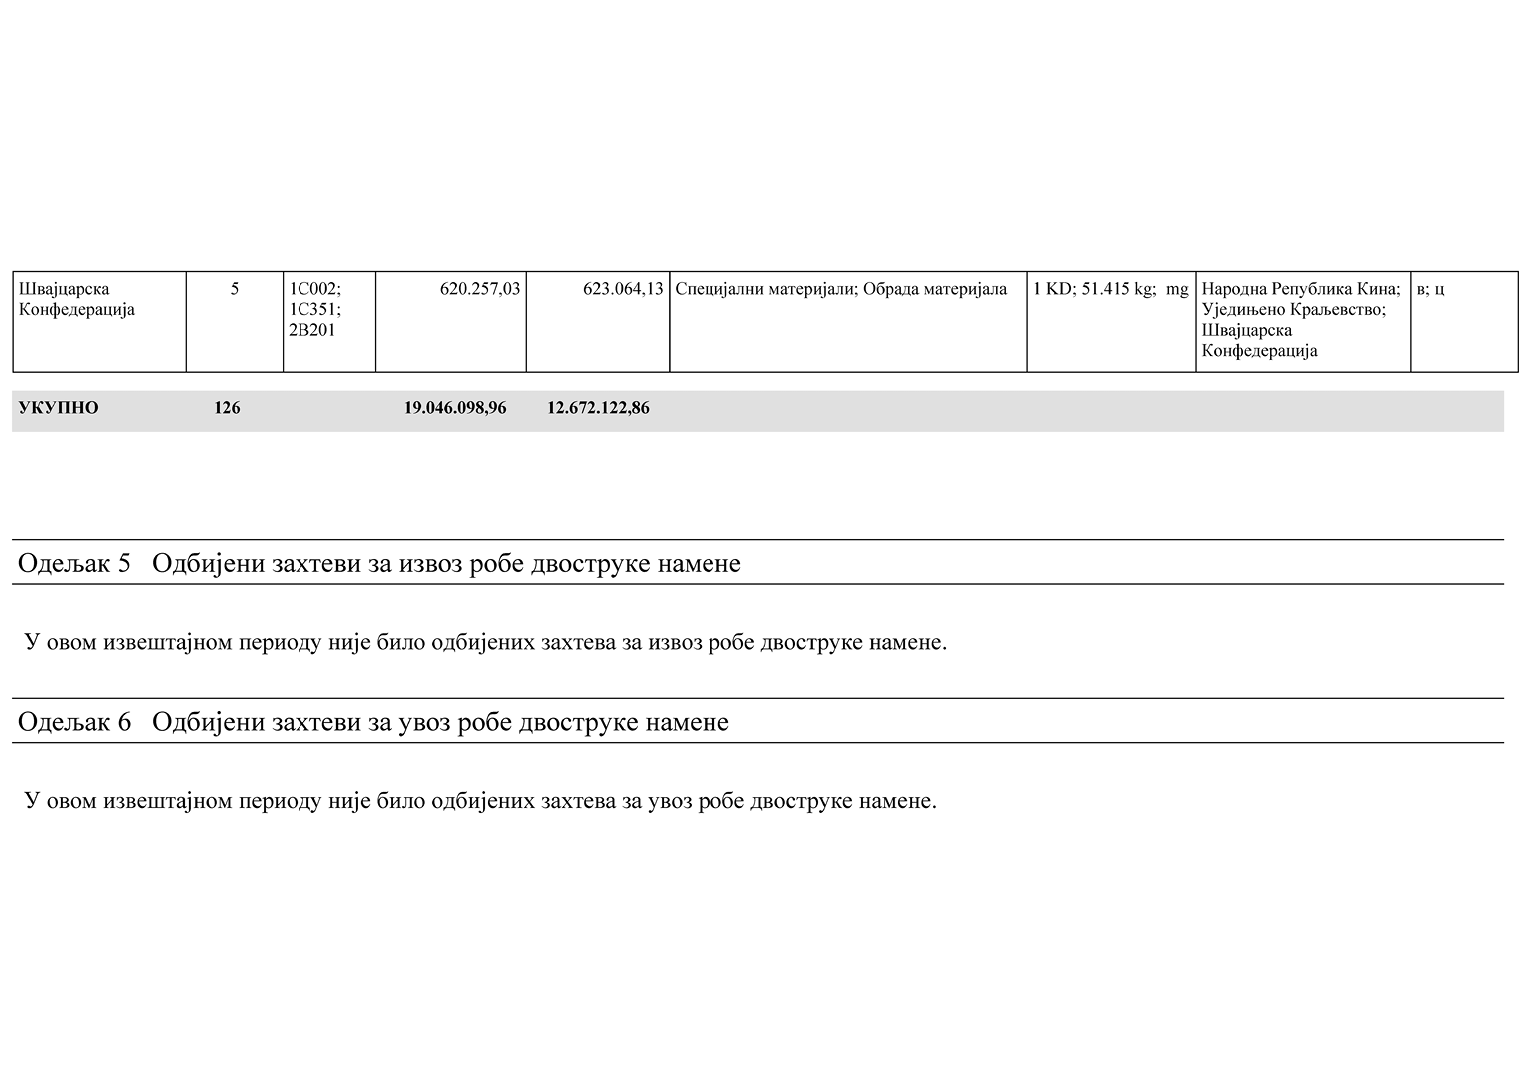 Швајцарска 5 1C002; 620.257,03 623.064,13 Специјални материјали; Обрада материјала 1 KD; 51.415 kg; mg Народна Република Кина; в; ц
Конфедерација 1C351; Уједињено Краљевство;
2B201 Швајцарска
Конфедерација
УКУПНО 126 19.046.098,96 12.672.122,86
Одељак 5 Одбијени захтеви за извоз робе двоструке намене
У овом извештајном периоду није било одбијених захтева за извоз робе двоструке намене.
Одељак 6 Одбијени захтеви за увоз робе двоструке намене
У овом извештајном периоду није било одбијених захтева за увоз робе двоструке намене.